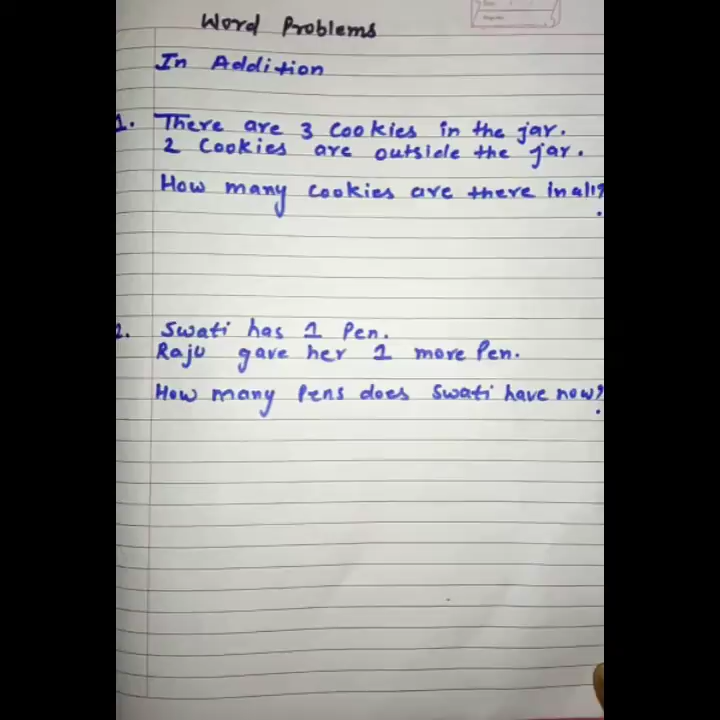 Word Problems
In Addition
1. There are 3 Cookies in the jar.
2 Cookies are outside the jar.
How many cookies are there in all?
2. Swati has 1 Pen.
Raju gave her 1 more Pen.
How many Pens does Swati have now?